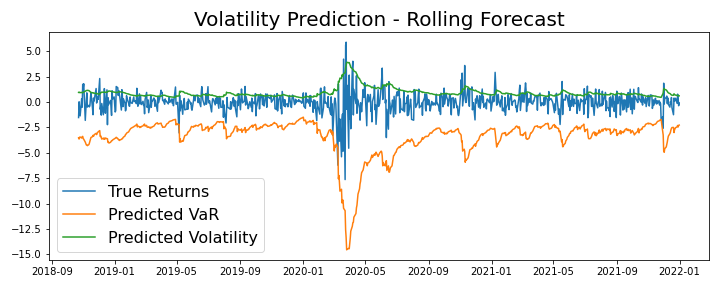 Volatility Prediction - Rolling Forecast
5.0
2.5
0.0
−2.5
−5.0
−7.5
−10.0
−12.5
−15.0
True Returns
Predicted VaR
Predicted Volatility
2018-09 2019-01 2019-05 2019-09 2020-01 2020-05 2020-09 2021-01 2021-05 2021-09 2022-01